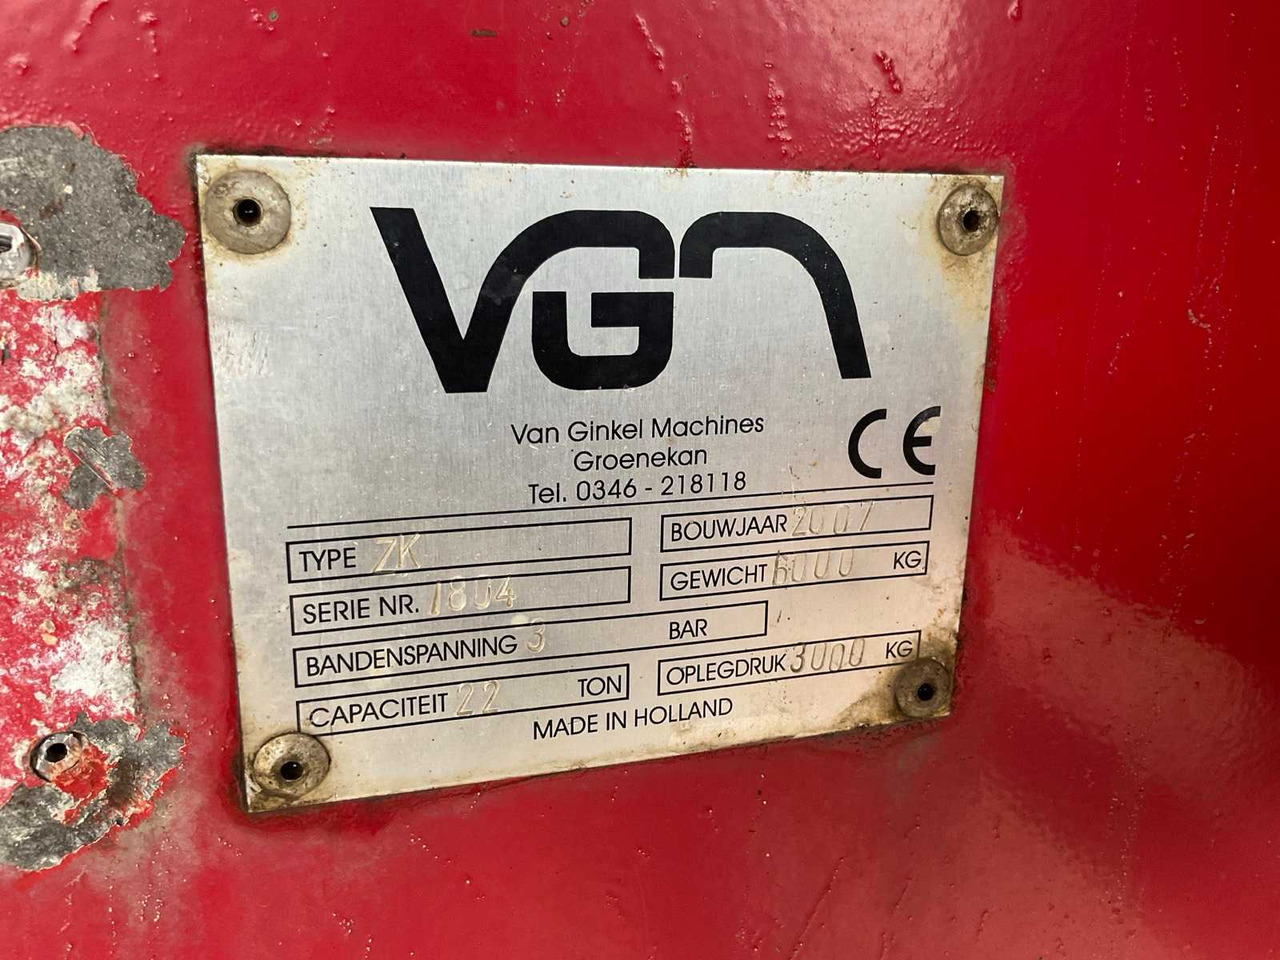 VGN
Van Ginkel Machines
Groenekan
Tel. 0346 - 218118
CE
TYPE ZK
BOUWJAAR 2007
SERIE NR. 1804
GEWICHT 6000 KG
BANDENSPANNING 3 BAR
CAPACITEIT 22 TON
OPLEGDRUK 3000 KG
MADE IN HOLLAND